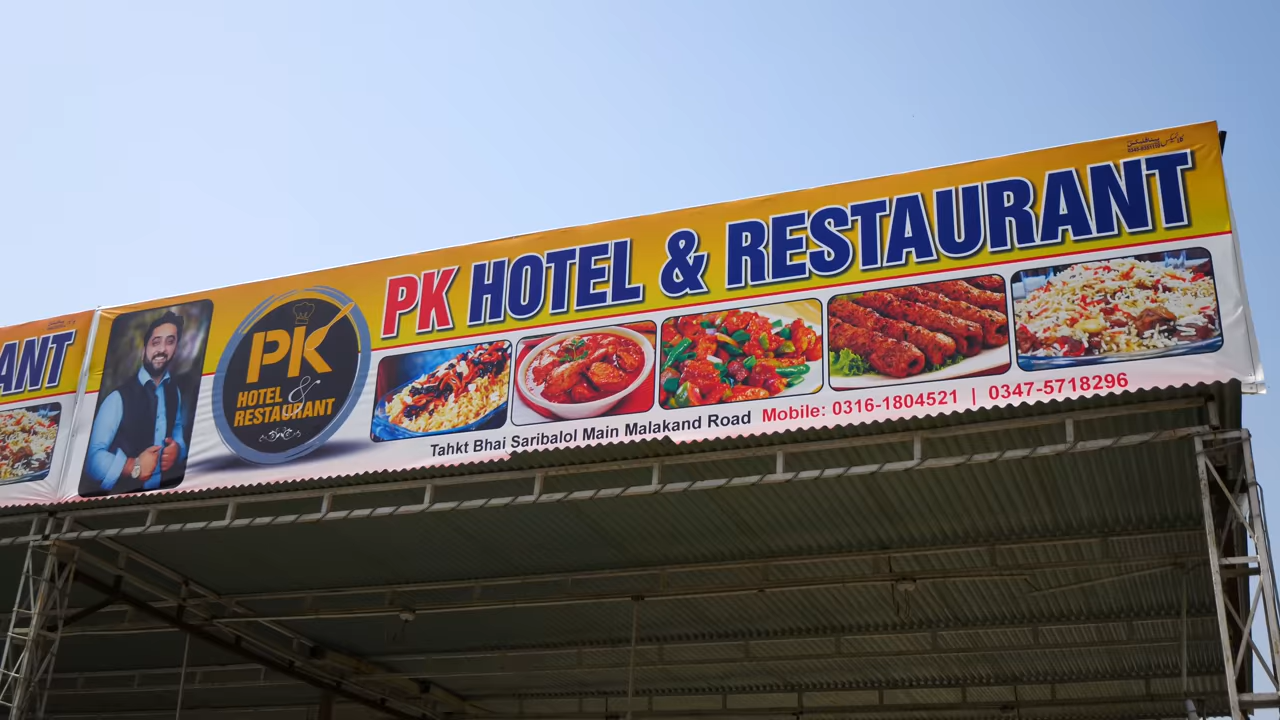 PK HOTEL & RESTAURANT
PK
HOTEL
&
RESTAURANT
Tahkt Bhai Saribalol Main Malakand Road Mobile: 0316-1804521 | 0347-5718296
ANT